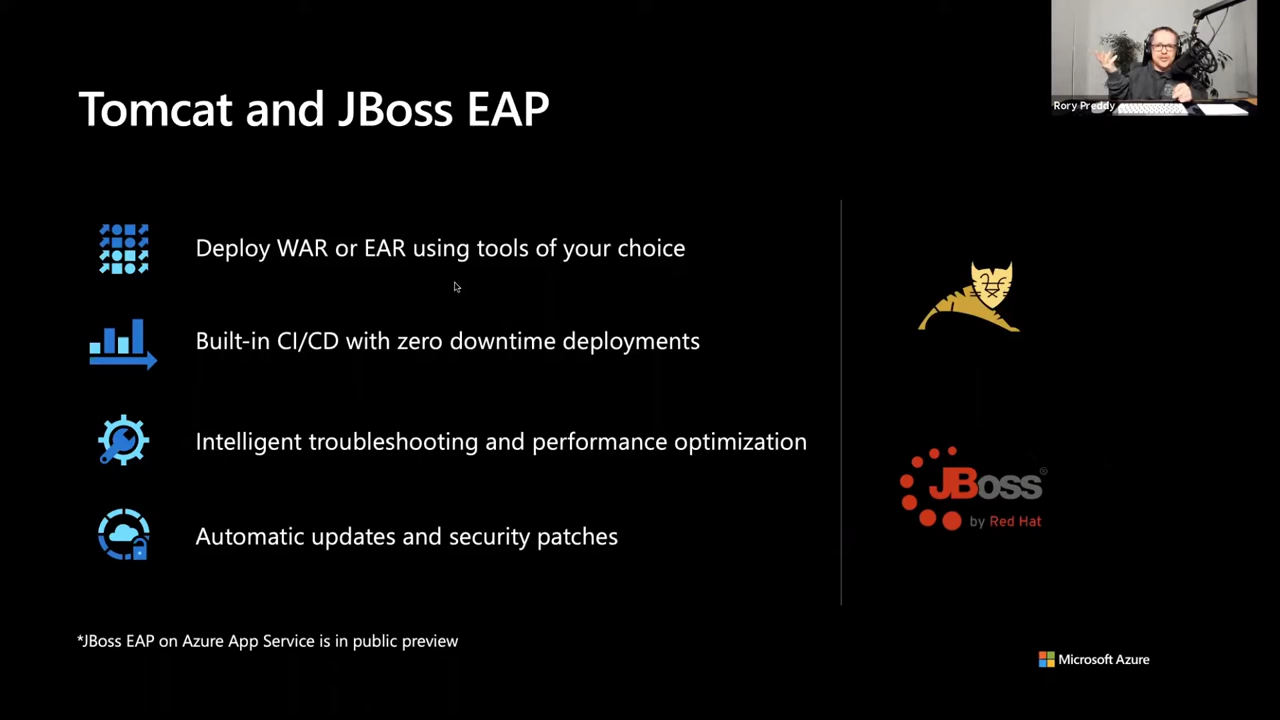 Rory Preddy
Tomcat and JBoss EAP
Deploy WAR or EAR using tools of your choice
Built-in CI/CD with zero downtime deployments
Intelligent troubleshooting and performance optimization
Automatic updates and security patches
JBoss®
by Red Hat
*JBoss EAP on Azure App Service is in public preview
Microsoft Azure